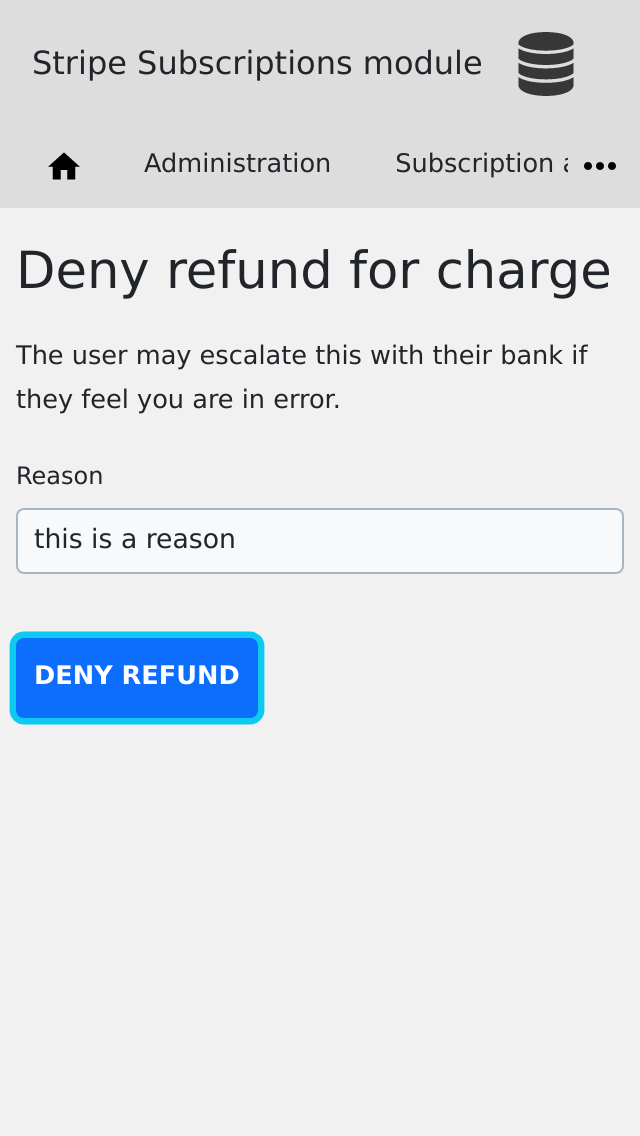 Stripe Subscriptions module
Administration
Subscription
Deny refund for charge
The user may escalate this with their bank if
they feel you are in error.
Reason
this is a reason
DENY REFUND